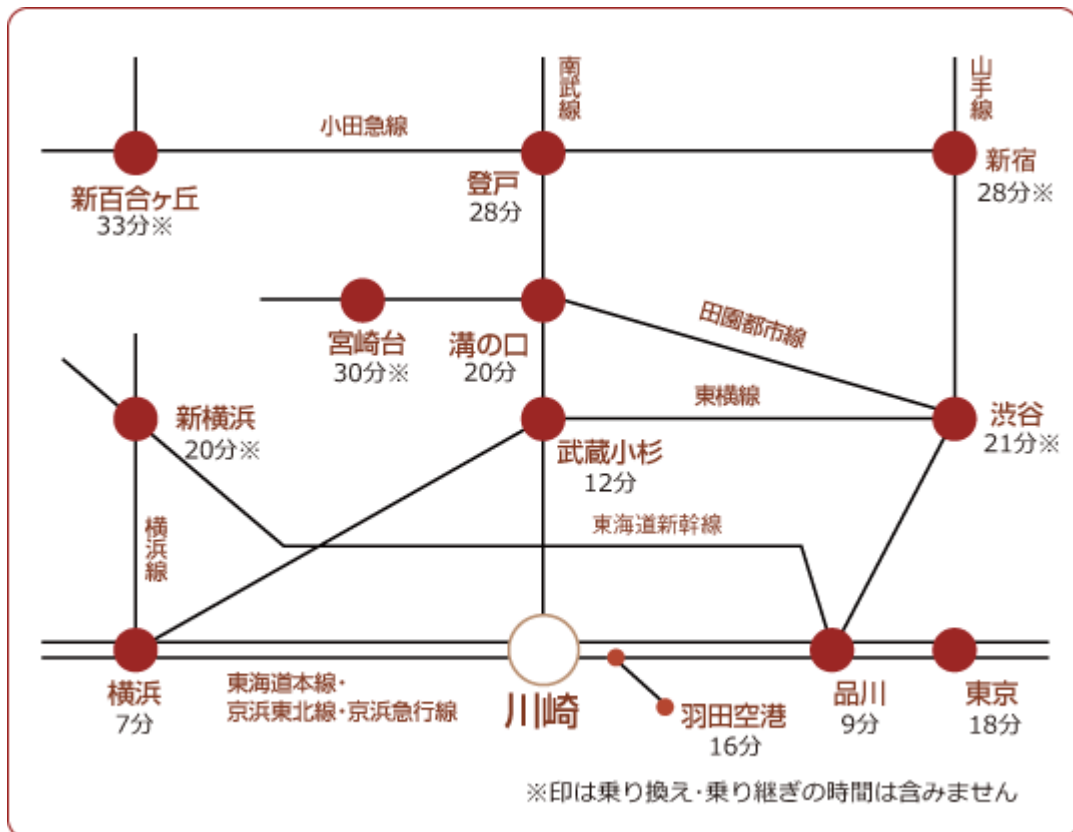 南武線
山手線
小田急線
新百合ヶ丘
33分※
登戸
28分
新宿
28分※
宮崎台
30分※
溝の口
20分
田園都市線
新横浜
20分※
東横線
武蔵小杉
12分
渋谷
21分※
東海道新幹線
横浜線
横浜
7分
東海道本線・
京浜東北線・京浜急行線
川崎
羽田空港
16分
品川
9分
東京
18分
※印は乗り換え・乗り継ぎの時間は含みません